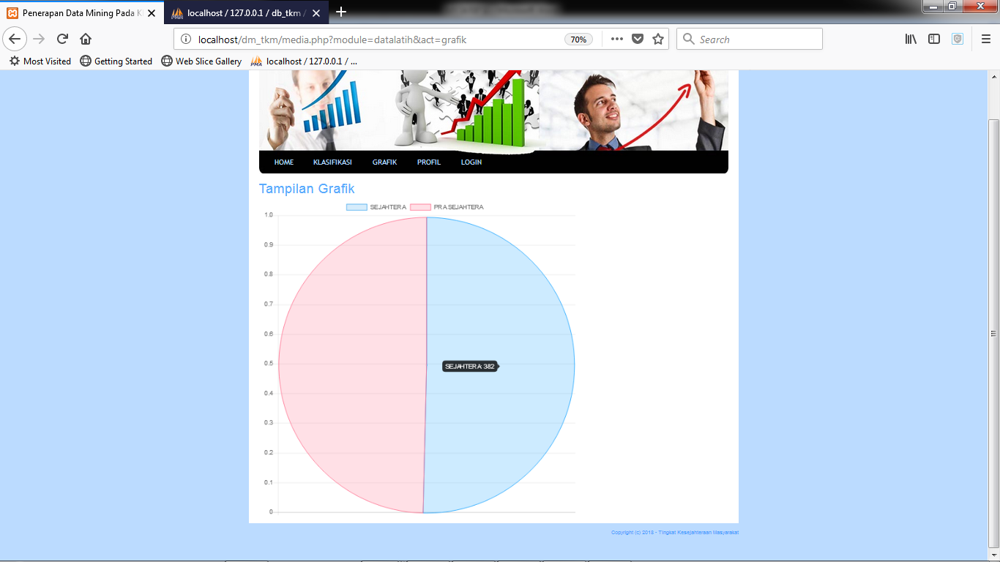 Penerapan Data Mining Pada K
localhost / 127.0.0.1 / db_tkm /
localhost/dm_tkm/media.php?module=datalatih&act=grafik
70%
Search
Most Visited
Getting Started
Web Slice Gallery
localhost / 127.0.0.1 / ...
PMA
HOME
KLASIFIKASI
GRAFIK
PROFIL
LOGIN
Tampilan Grafik
SEJAHTERA
PRA SEJAHTERA
1.0
0.9
0.8
0.7
0.6
0.5
SEJAHTERA: 382
0.4
0.3
0.2
0.1
0
Copyright (c) 2018 - Tingkat Kesejahteraan Masyarakat